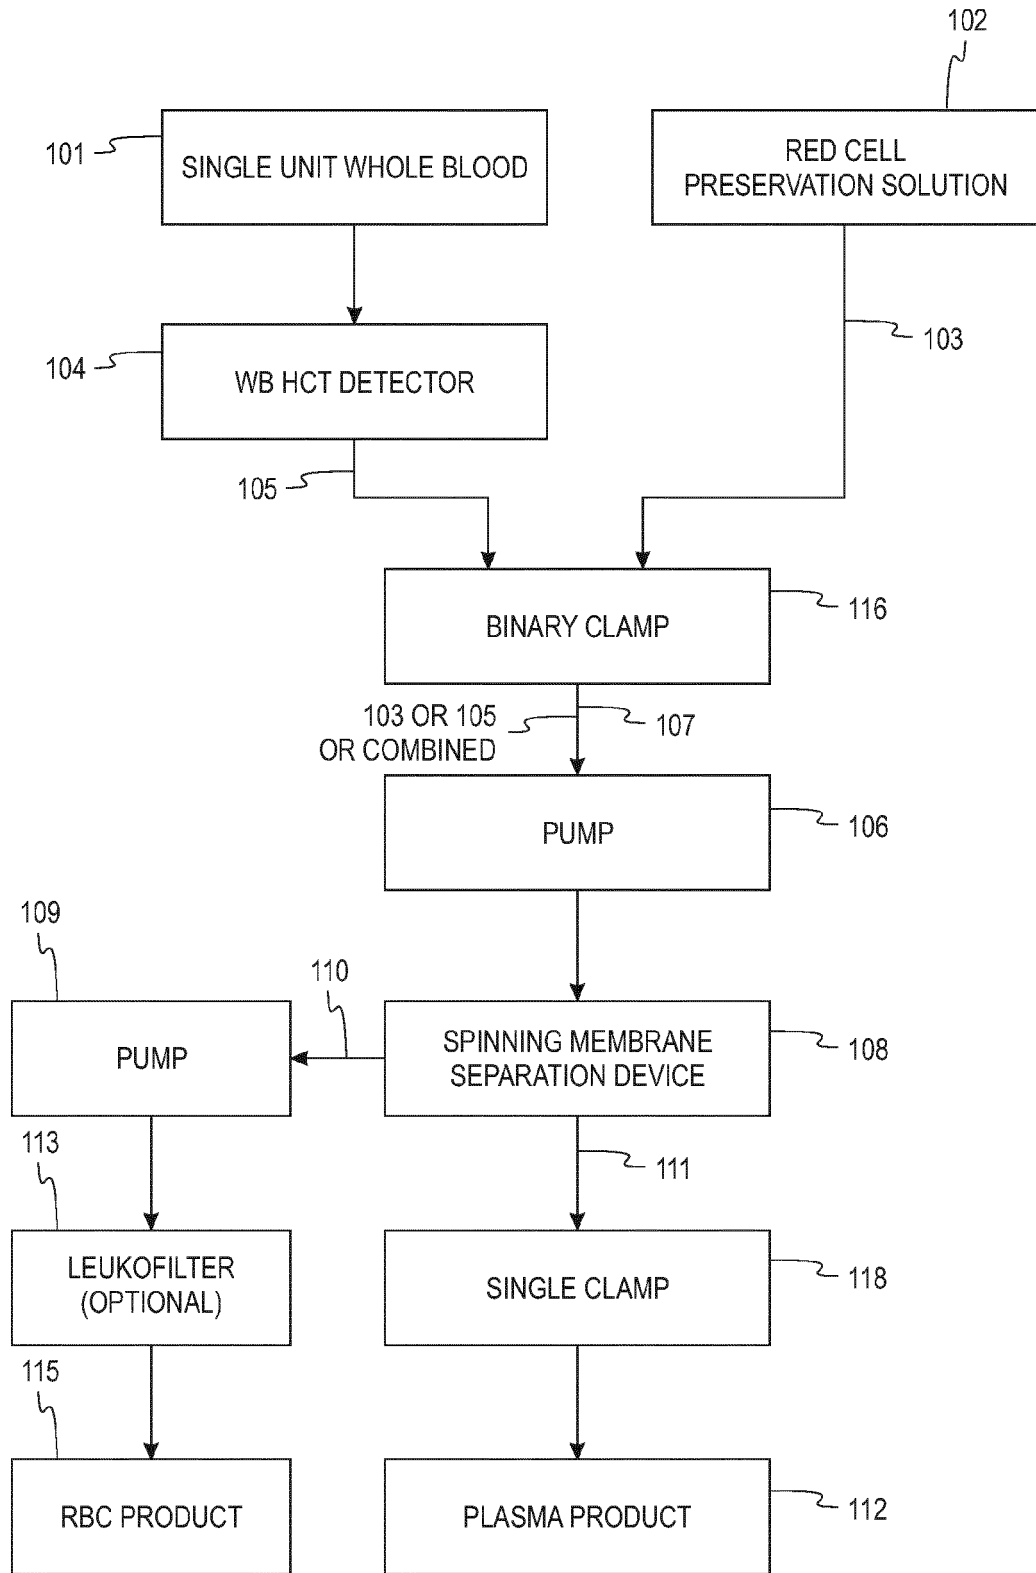 102
101
SINGLE UNIT WHOLE BLOOD
RED CELL
PRESERVATION SOLUTION
104
WB HCT DETECTOR
103
105
BINARY CLAMP
116
103 OR 105
OR COMBINED
107
PUMP
106
109
110
PUMP
SPINNING MEMBRANE
SEPARATION DEVICE
108
113
111
LEUKOFILTER
(OPTIONAL)
SINGLE CLAMP
118
115
RBC PRODUCT
PLASMA PRODUCT
112